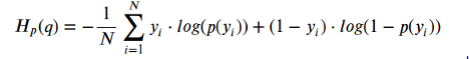 H_p(q) = -\frac{1}{N} \sum_{i=1}^{N} y_i \cdot log(p(y_i)) + (1 - y_i) \cdot log(1 - p(y_i))